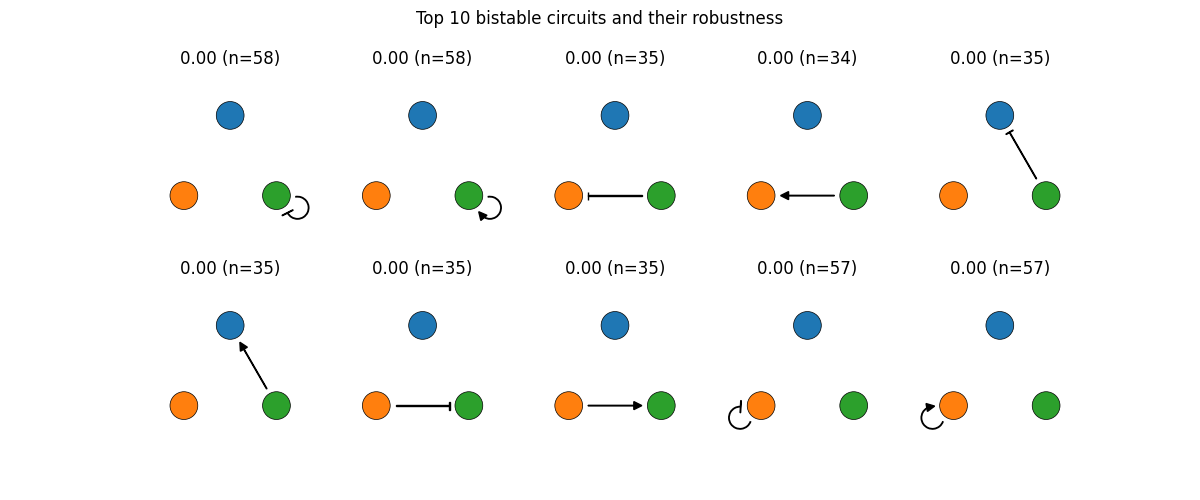 Top 10 bistable circuits and their robustness
0.00 (n=58)
0.00 (n=58)
0.00 (n=35)
0.00 (n=34)
0.00 (n=35)
0.00 (n=35)
0.00 (n=35)
0.00 (n=35)
0.00 (n=57)
0.00 (n=57)